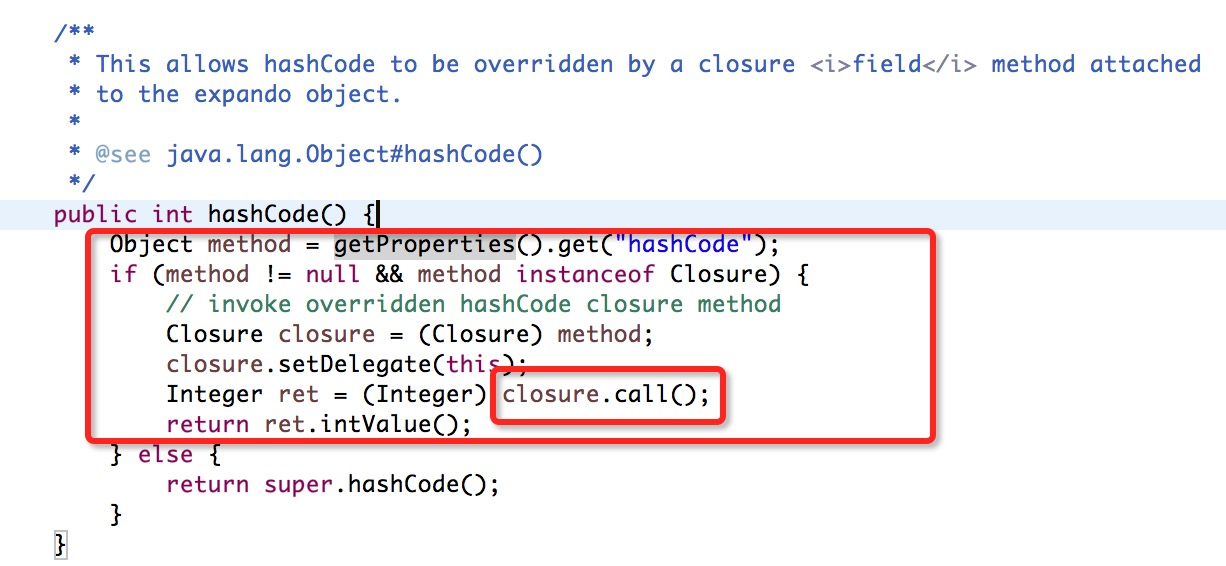 /**
 * This allows hashCode to be overridden by a closure <i>field</i> method attached
 * to the expando object.
 *
 * @see java.lang.Object#hashCode()
 */
public int hashCode() {
    Object method = getProperties().get("hashCode");
    if (method != null && method instanceof Closure) {
        // invoke overridden hashCode closure method
        Closure closure = (Closure) method;
        closure.setDelegate(this);
        Integer ret = (Integer) closure.call();
        return ret.intValue();
    } else {
        return super.hashCode();
    }
}